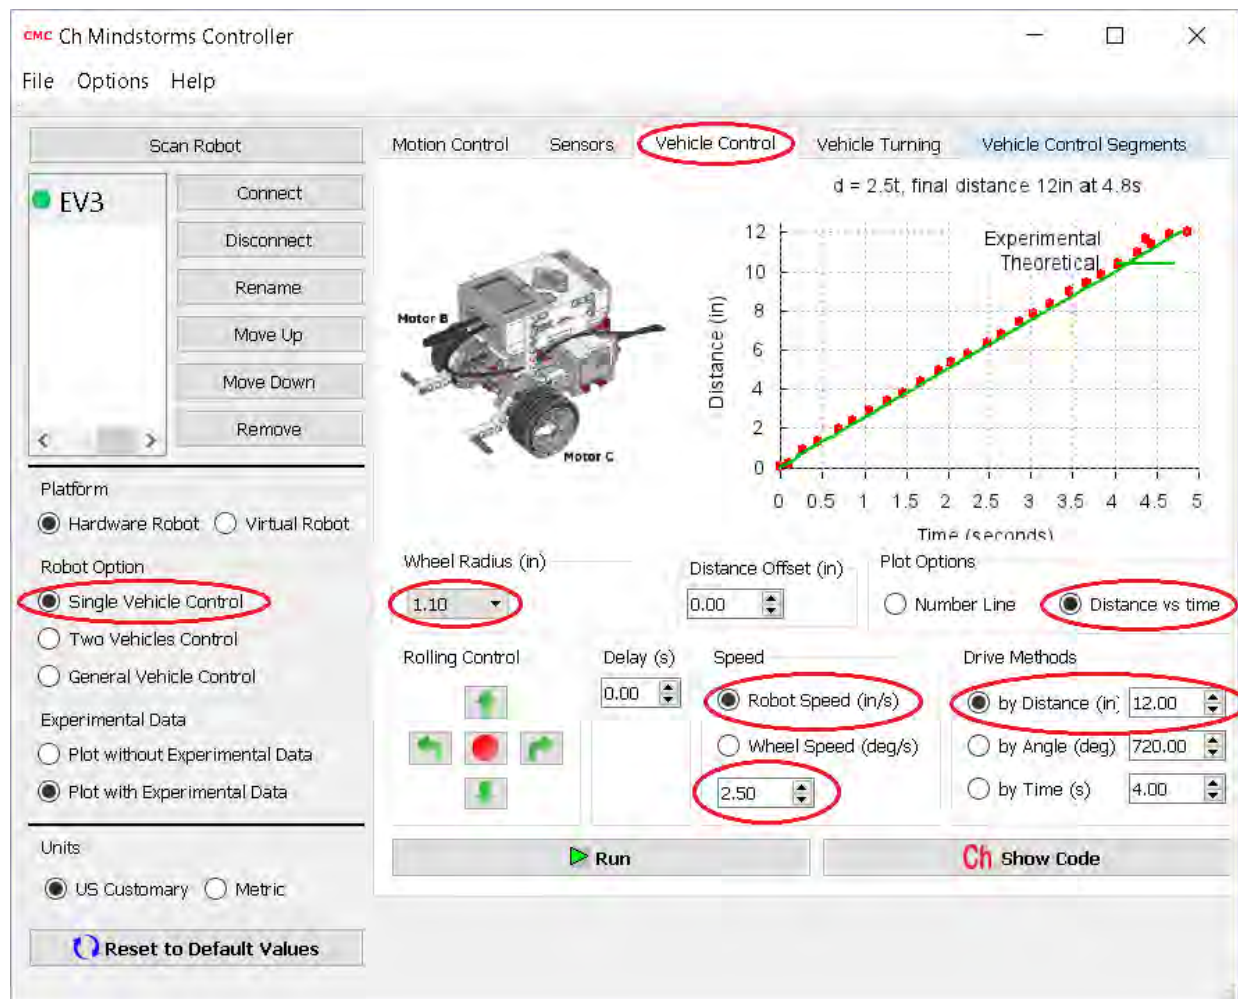 CMC Ch Mindstorms Controller
File Options Help
Scan Robot
EV3
Connect
Disconnect
Rename
Move Up
Move Down
Remove
Platform
Hardware Robot Virtual Robot
Robot Option
Single Vehicle Control
Two Vehicles Control
General Vehicle Control
Experimental Data
Plot without Experimental Data
Plot with Experimental Data
Units
US Customary Metric
Reset to Default Values
Motion Control Sensors Vehicle Control Vehicle Turning Vehicle Control Segments
Motor B
Motor C
d = 2.5t, final distance 12in at 4.8s
Experimental
Theoretical
Distance (in)
12
10
8
6
4
2
0
0 0.5 1 1.5 2 2.5 3 3.5 4 4.5 5
Time (seconds)
Wheel Radius (in)
1.10
Distance Offset (in)
0.00
Plot Options
Number Line Distance vs time
Rolling Control
Delay (s)
0.00
Speed
Robot Speed (in/s)
Wheel Speed (deg/s)
2.50
Drive Methods
by Distance (in) 12.00
by Angle (deg) 720.00
by Time (s) 4.00
Run
Ch Show Code